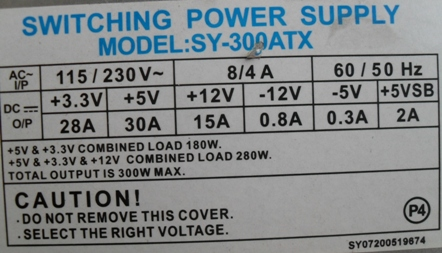 SWITCHING POWER SUPPLY
MODEL:SY-300ATX
AC~ I/P 115 / 230V~ 8/4 A 60 / 50 Hz
DC⎓ +3.3V +5V +12V -12V -5V +5VSB
O/P 28A 30A 15A 0.8A 0.3A 2A
+5V & +3.3V COMBINED LOAD 180W.
+5V & +3.3V & +12V COMBINED LOAD 280W.
TOTAL OUTPUT IS 300W MAX.
CAUTION!
.DO NOT REMOVE THIS COVER.
.SELECT THE RIGHT VOLTAGE.
P4
SY07200519674